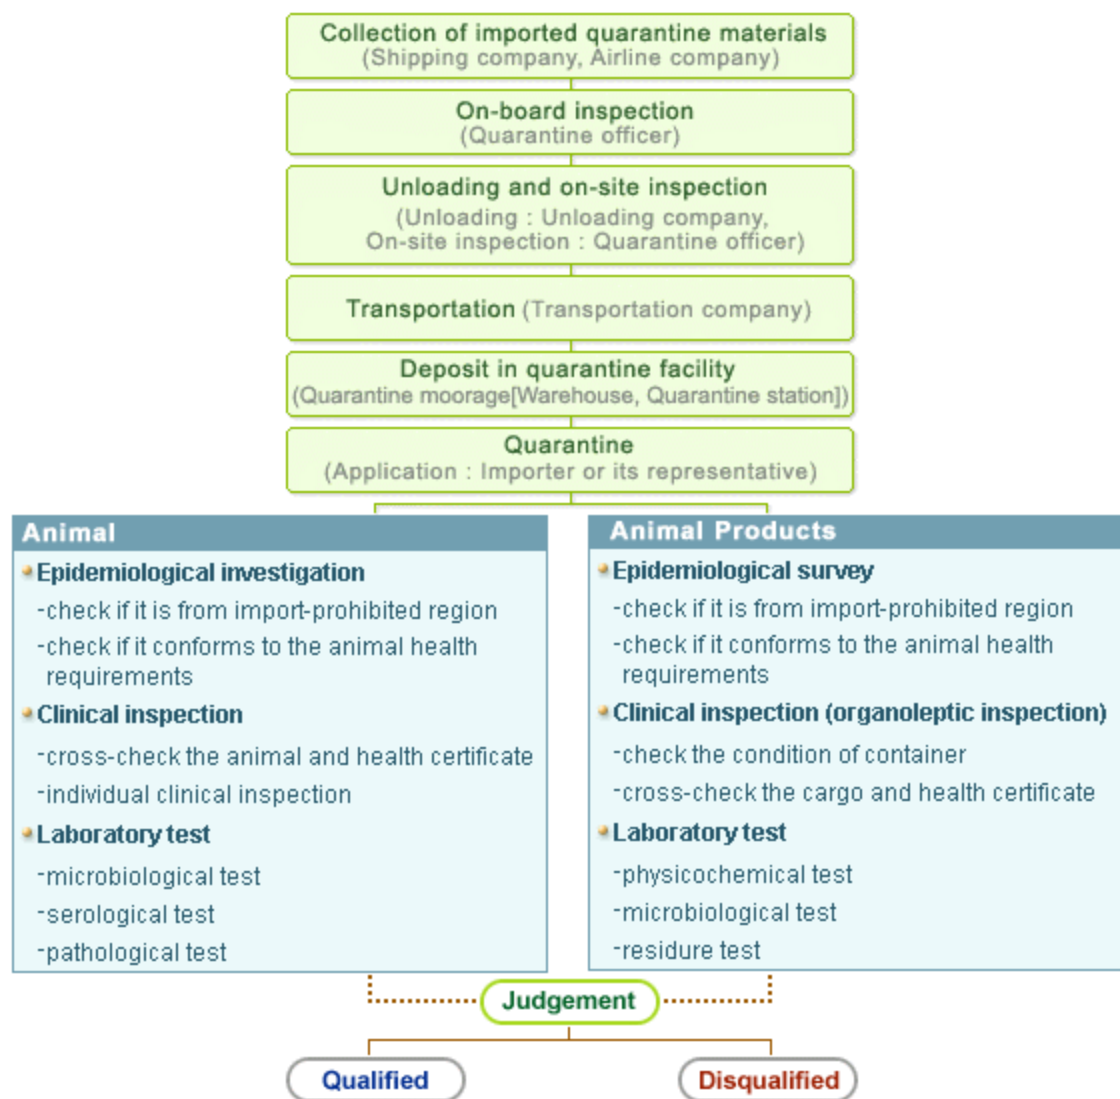 Collection of imported quarantine materials
(Shipping company, Airline company)
On-board inspection
(Quarantine officer)
Unloading and on-site inspection
(Unloading : Unloading company,
On-site inspection : Quarantine officer)
Transportation (Transportation company)
Deposit in quarantine facility
(Quarantine moorage[Warehouse, Quarantine station])
Quarantine
(Application : Importer or its representative)
Animal
Epidemiological investigation
-check if it is from import-prohibited region
-check if it conforms to the animal health
requirements
Clinical inspection
-cross-check the animal and health certificate
-individual clinical inspection
Laboratory test
-microbiological test
-serological test
-pathological test
Animal Products
Epidemiological survey
-check if it is from import-prohibited region
-check if it conforms to the animal health
requirements
Clinical inspection (organoleptic inspection)
-check the condition of container
-cross-check the cargo and health certificate
Laboratory test
-physicochemical test
-microbiological test
-residure test
Judgement
Qualified
Disqualified